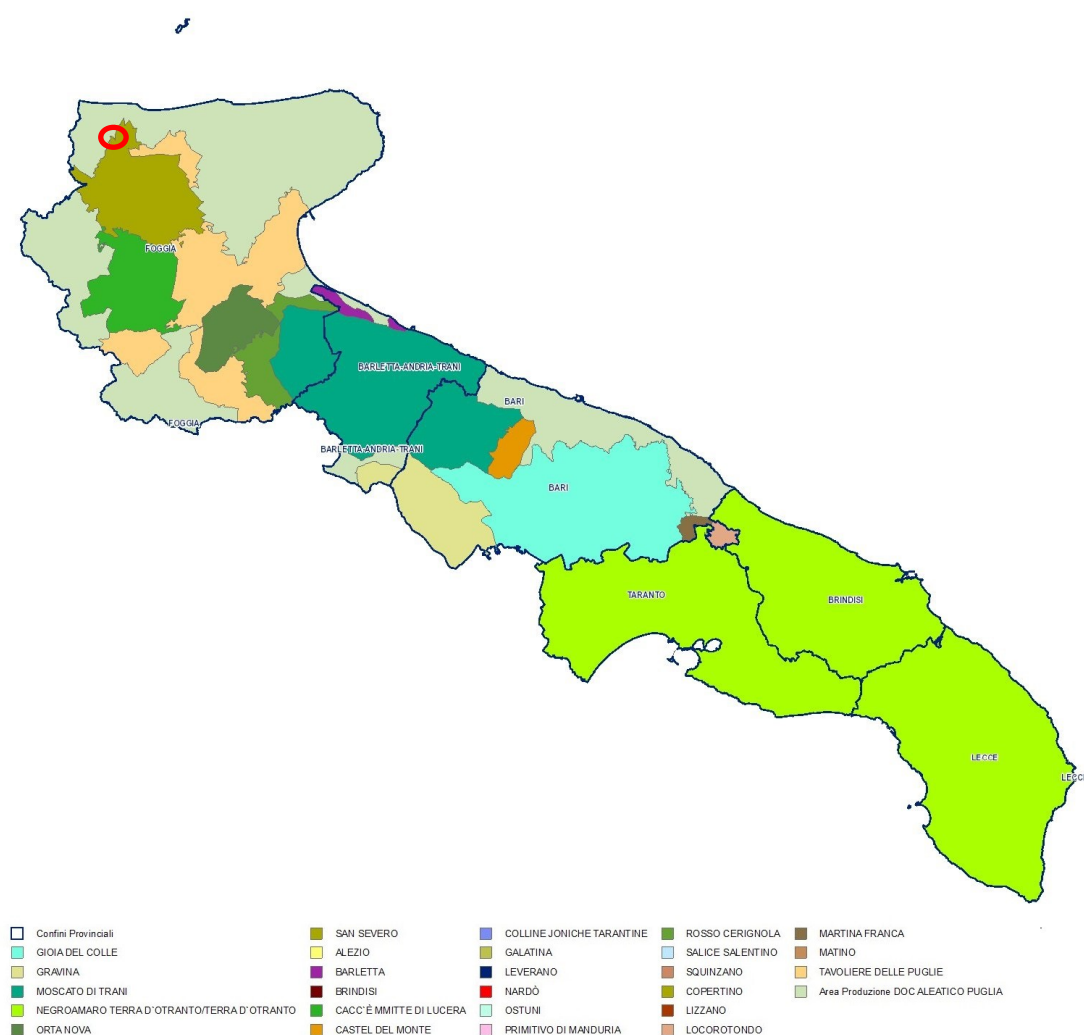 FOGGIA
BARLETTA-ANDRIA-TRANI
BARI
FOGGIA
BARLETTA-ANDRIA-TRANI
BARI
TARANTO
BRINDISI
LECCE
LECCE
Confini Provinciali
GIOIA DEL COLLE
GRAVINA
MOSCATO DI TRANI
NEGROAMARO TERRA D'OTRANTO/TERRA D'OTRANTO
ORTA NOVA
SAN SEVERO
ALEZIO
BARLETTA
BRINDISI
CACC'È MMITTE DI LUCERA
CASTEL DEL MONTE
COLLINE JONICHE TARANTINE
GALATINA
LEVERANO
NARDÒ
OSTUNI
PRIMITIVO DI MANDURIA
ROSSO CERIGNOLA
SALICE SALENTINO
SQUINZANO
COPERTINO
LIZZANO
LOCOROTONDO
MARTINA FRANCA
MATINO
TAVOLIERE DELLE PUGLIE
Area Produzione DOC ALEATICO PUGLIA